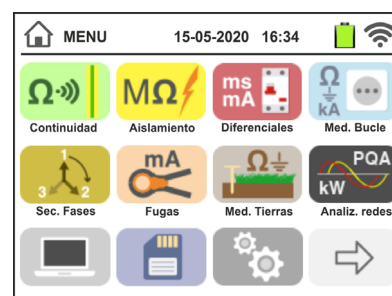 MENU 15-05-2020 16:34
Ω MΩ ms mA Ω kA
Continuidad Aislamiento Diferenciales Med. Bucle
1 3 2 mA Ω PQA kW
Sec. Fases Fugas Med. Tierras Analiz. redes